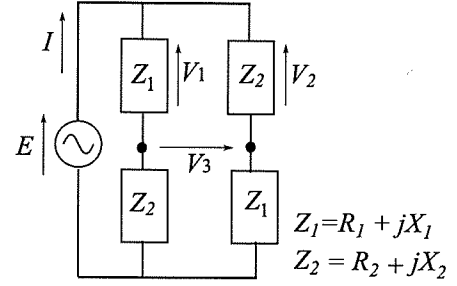 I
Z1
V1
Z2
V2
E
V3
Z2
Z1
Z1=R1 + jX1
Z2 = R2 + jX2